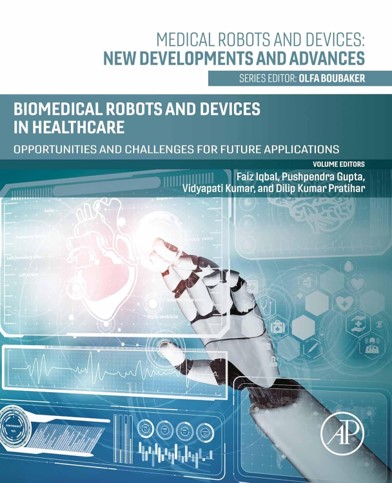 MEDICAL ROBOTS AND DEVICES:
NEW DEVELOPMENTS AND ADVANCES
SERIES EDITOR: OLFA BOUBAKER
BIOMEDICAL ROBOTS AND DEVICES
IN HEALTHCARE
OPPORTUNITIES AND CHALLENGES FOR FUTURE APPLICATIONS
VOLUME EDITORS
Faiz Iqbal, Pushpendra Gupta,
Vidyapati Kumar, and Dilip Kumar Pratihar
AP